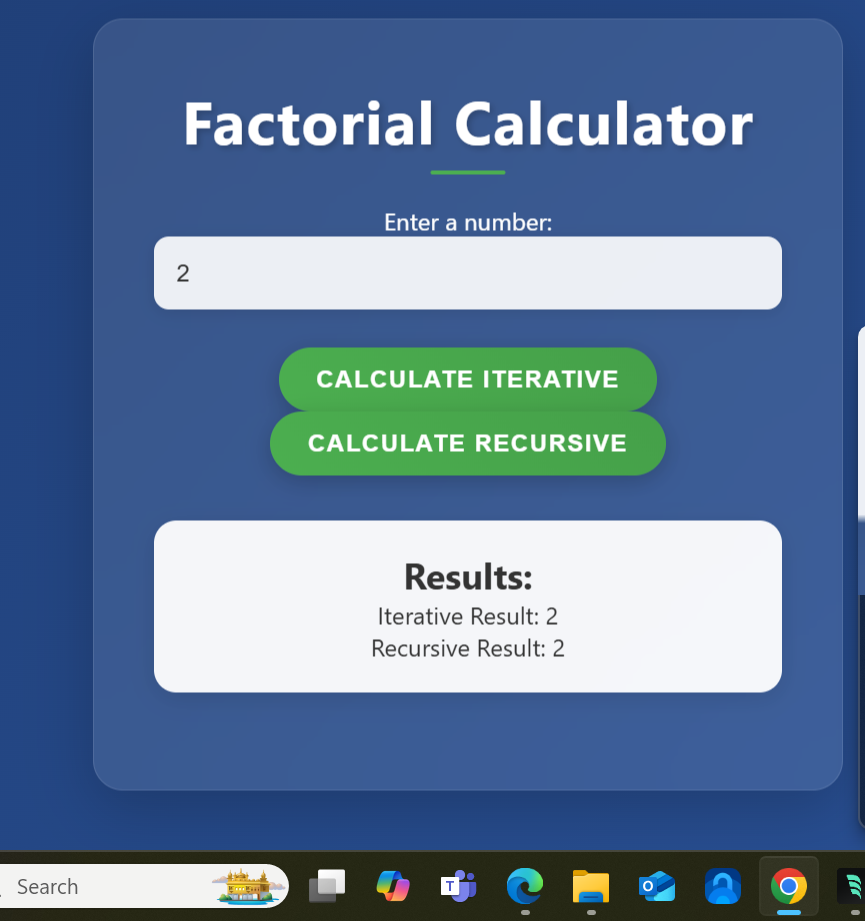 Factorial Calculator
Enter a number:
2
CALCULATE ITERATIVE
CALCULATE RECURSIVE
Results:
Iterative Result: 2
Recursive Result: 2
Search